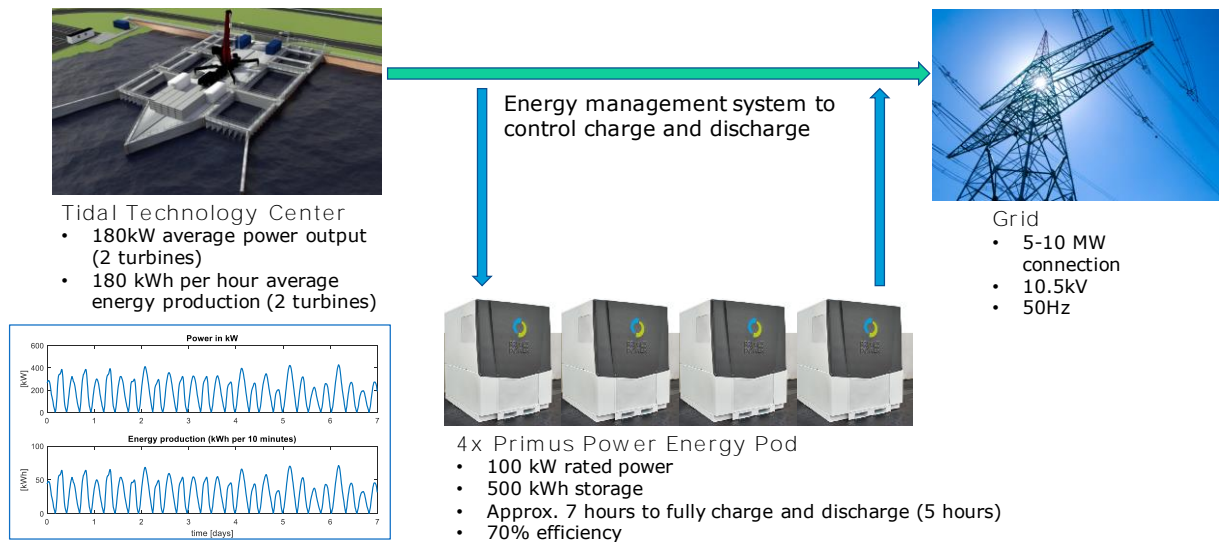 Energy management system to
control charge and discharge
Tidal Technology Center
• 180kW average power output
(2 turbines)
• 180 kWh per hour average
energy production (2 turbines)
Grid
• 5-10 MW
connection
• 10.5kV
• 50Hz
Power in kW
[kW]
600
400
200
0
0 1 2 3 4 5 6 7
Energy production (kWh per 10 minutes)
[kWh]
100
50
0
0 1 2 3 4 5 6 7
time [days]
4x Primus Power Energy Pod
• 100 kW rated power
• 500 kWh storage
• Approx. 7 hours to fully charge and discharge (5 hours)
• 70% efficiency